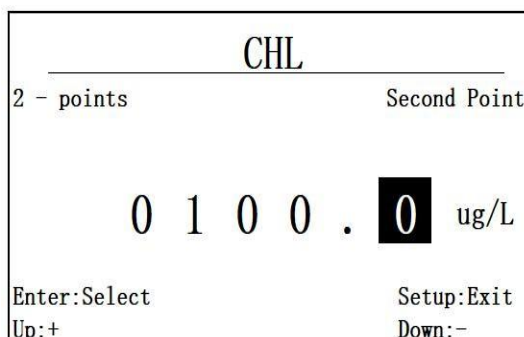 CHL
2 - points Second Point
0 1 0 0 . 0 ug/L
Enter:Select Setup:Exit
Up:+ Down:-